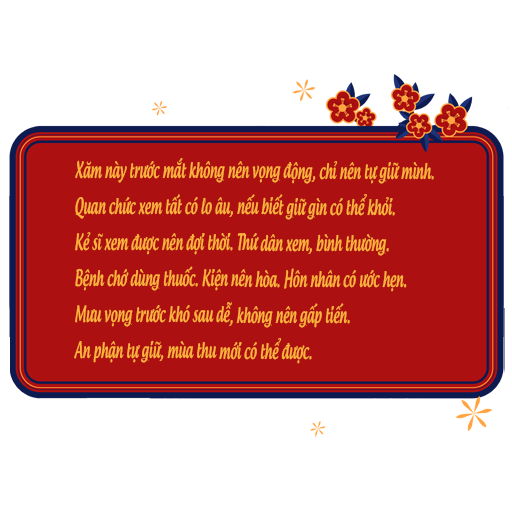 Xăm này trước mắt không nên vọng động, chỉ nên tự giữ mình.
Quan chức xem tất có lo âu, nếu biết giữ gìn có thể khỏi.
Kẻ sĩ xem được nên đợi thời. Thứ dân xem, bình thường.
Bệnh chớ dùng thuốc. Kiện nên hòa. Hôn nhân có ước hẹn.
Mưu vọng trước khó sau dễ, không nên gấp tiến.
An phận tự giữ, mùa thu mới có thể được.